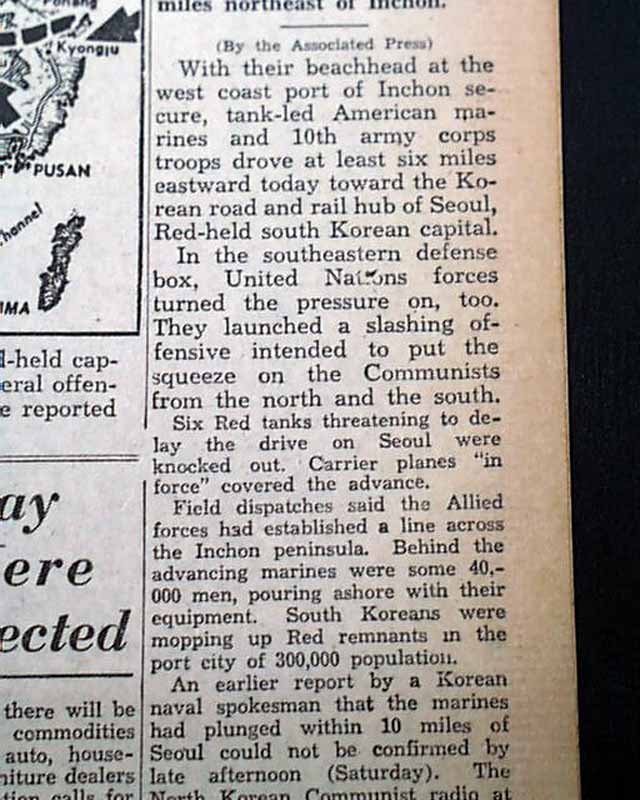 Pohang
Kyongju
PUSAN
Channel
IMA
l-held cap-
eral offen-
e reported
ay
ere
ected
there will be
commodities
auto, house-
niture dealers
tion calls for
miles northeast of Inchon.
(By the Associated Press)
With their beachhead at the
west coast port of Inchon se-
cure, tank-led American ma-
rines and 10th army corps
troops drove at least six miles
eastward today toward the Ko-
rean road and rail hub of Seoul,
Red-held south Korean capital.
In the southeastern defense
box, United Nations forces
turned the pressure on, too.
They launched a slashing of-
fensive intended to put the
squeeze on the Communists
from the north and the south.
Six Red tanks threatening to de-
lay the drive on Seoul were
knocked out. Carrier planes "in
force" covered the advance.
Field dispatches said the Allied
forces had established a line across
the Inchon peninsula. Behind the
advancing marines were some 40,-
000 men, pouring ashore with their
equipment. South Koreans were
mopping up Red remnants in the
port city of 300,000 population.
An earlier report by a Korean
naval spokesman that the marines
had plunged within 10 miles of
Seoul could not be confirmed by
late afternoon (Saturday). The
North Korean Communist radio at